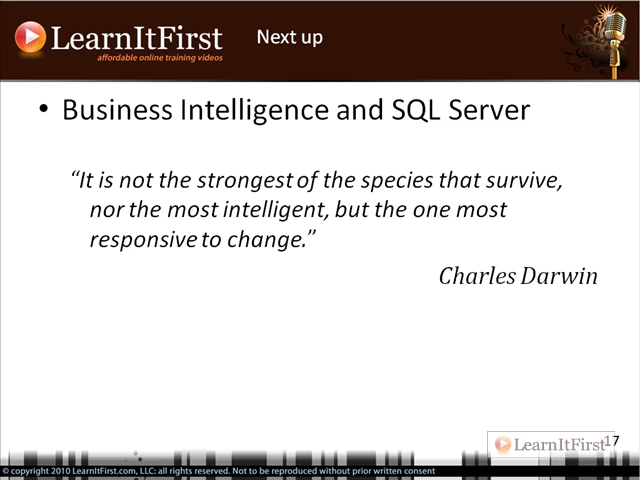 LearnItFirst
affordable online training videos
Next up
• Business Intelligence and SQL Server
“It is not the strongest of the species that survive,
nor the most intelligent, but the one most
responsive to change.”
Charles Darwin
LearnItFirst
17
© copyright 2010 LearnItFirst.com, LLC: all rights reserved. Not to be reproduced without prior written consent